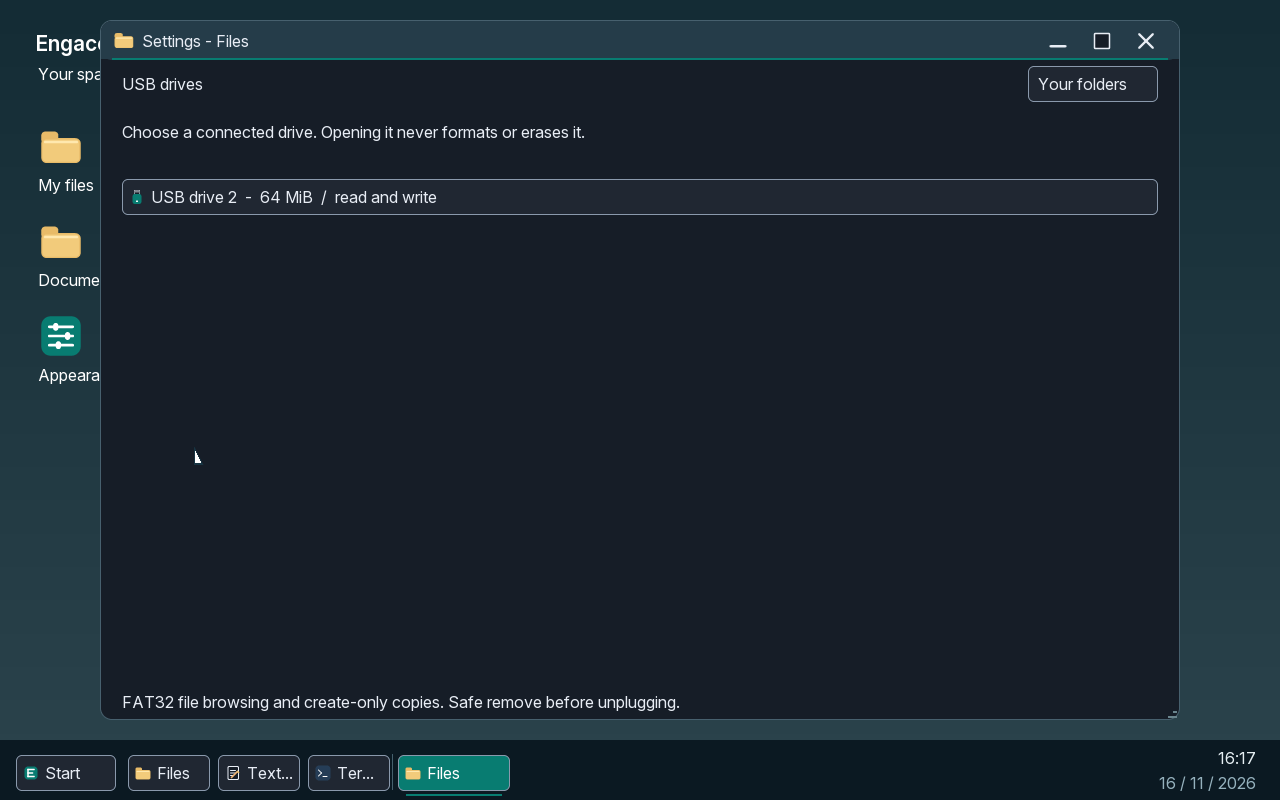 Settings - Files
Your spa
My files
Docume
Appeara
USB drives
Your folders
Choose a connected drive. Opening it never formats or erases it.
USB drive 2 - 64 MiB / read and write
FAT32 file browsing and create-only copies. Safe remove before unplugging.
Start
Files
Text...
Ter...
Files
16:17
16 / 11 / 2026